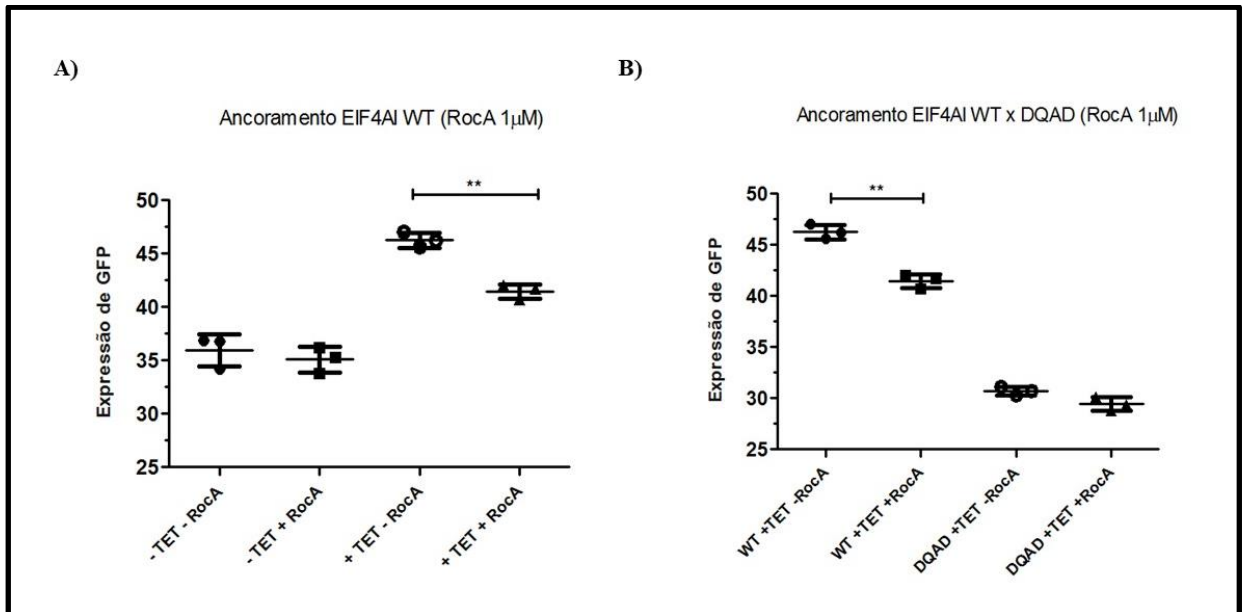 A)
Ancoramento EIF4AI WT (RocA 1µM)
**
Expressão de GFP
50
45
40
35
30
25
- TET - RocA
- TET + RocA
+ TET - RocA
+ TET + RocA
B)
Ancoramento EIF4AI WT x DQAD (RocA 1µM)
**
Expressão de GFP
50
45
40
35
30
25
WT +TET -RocA
WT +TET +RocA
DQAD +TET -RocA
DQAD +TET +RocA